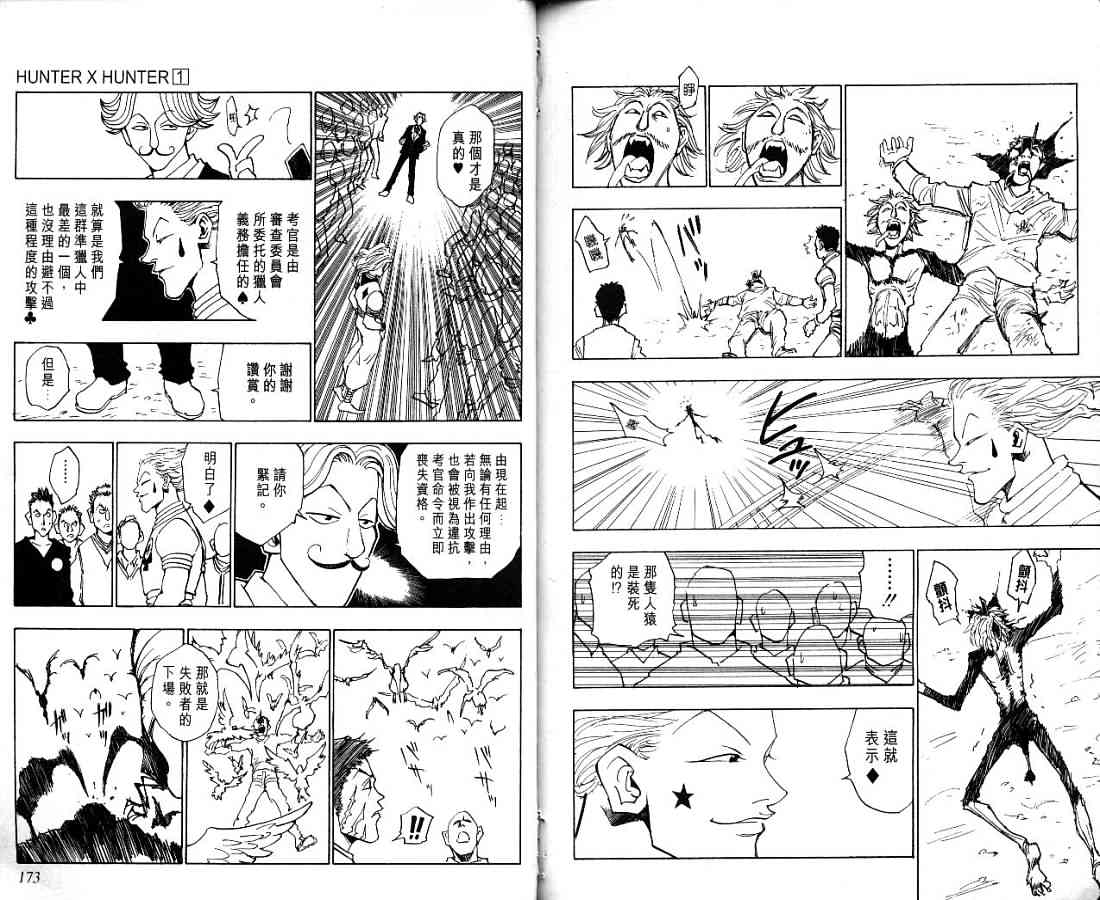 睜
顫抖
顫抖
……!!
那隻人猿
是裝死
的!?
這就
表示♦
HUNTER X HUNTER 1
那個才是
真的♥
考官是由
審查委員會
所委托的獵人
義務擔任的♠
就算是我們
這群準獵人中
最差的一個，
也沒理由避不過
這種程度的攻擊♣
謝謝
你的
讚賞。
但是…
由現在起…
無論有任何理由，
若向我作出攻擊，
也會被視為違抗
考官命令而立即
喪失資格。
請你
緊記。
明白了♦
……
!!
那就是
失敗者的
下場。
173